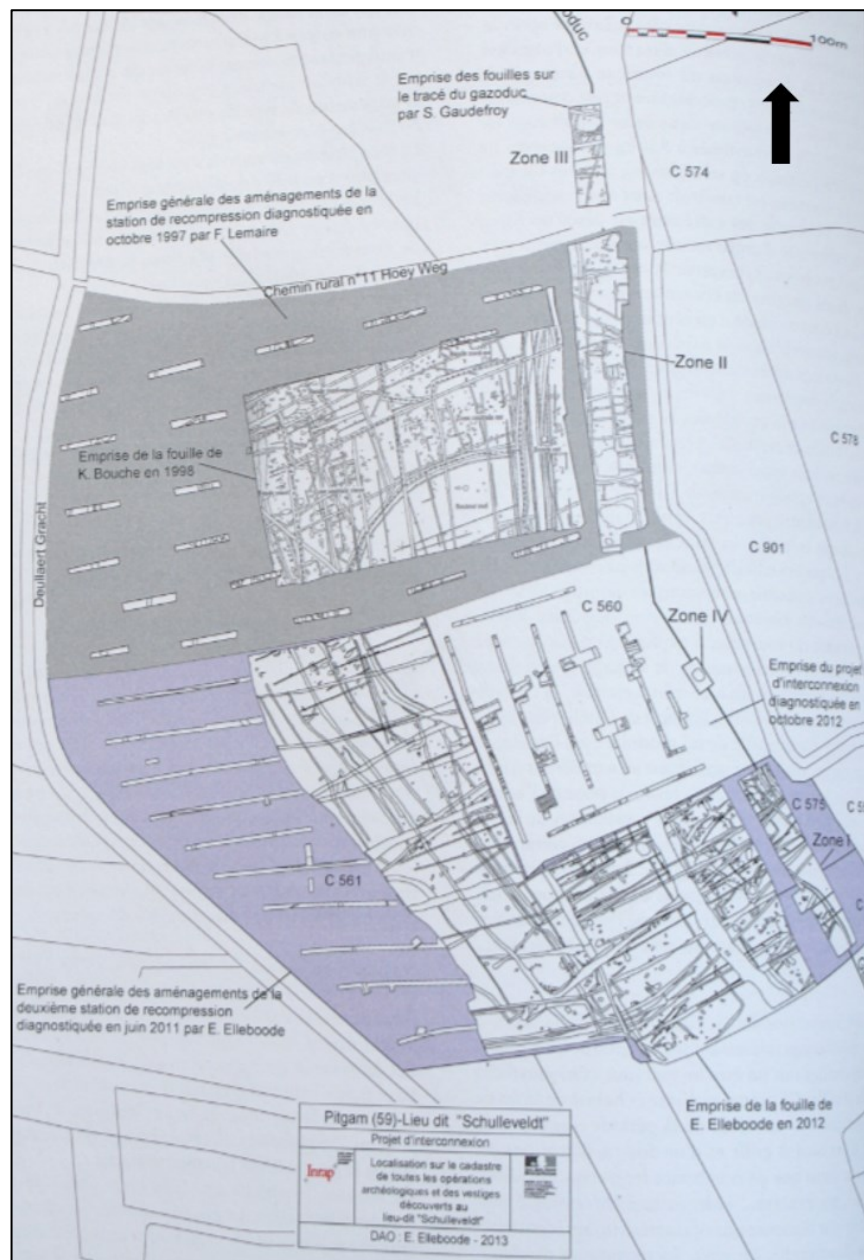 0
100m
oduc
Emprise des fouilles sur
le tracé du gazoduc
par S. Gaudefroy
Zone III
C 574
Emprise générale des aménagements de la
station de recompression diagnostiquée en
octobre 1997 par F. Lemaire
Chemin rural n°11 Hoey Weg
Zone II
C 578
Emprise de la fouille de
K. Bouche en 1998
Deullaert Gracht
C 901
C 560
Zone IV
Emprise du projet
d'interconnexion
diagnostiquée en
octobre 2012
C 575
Zone I
C 561
Emprise générale des aménagements de la
deuxième station de recompression
diagnostiquée en juin 2011 par E. Elleboode
Emprise de la fouille de
E. Elleboode en 2012
Pitgam (59)-Lieu dit "Schulleveldt"
Projet d'interconnexion
Inrap
Localisation sur le cadastre
de toutes les opérations
archéologiques et des vestiges
découverts au
lieu-dit "Schulleveldt"
DAO : E. Elleboode - 2013